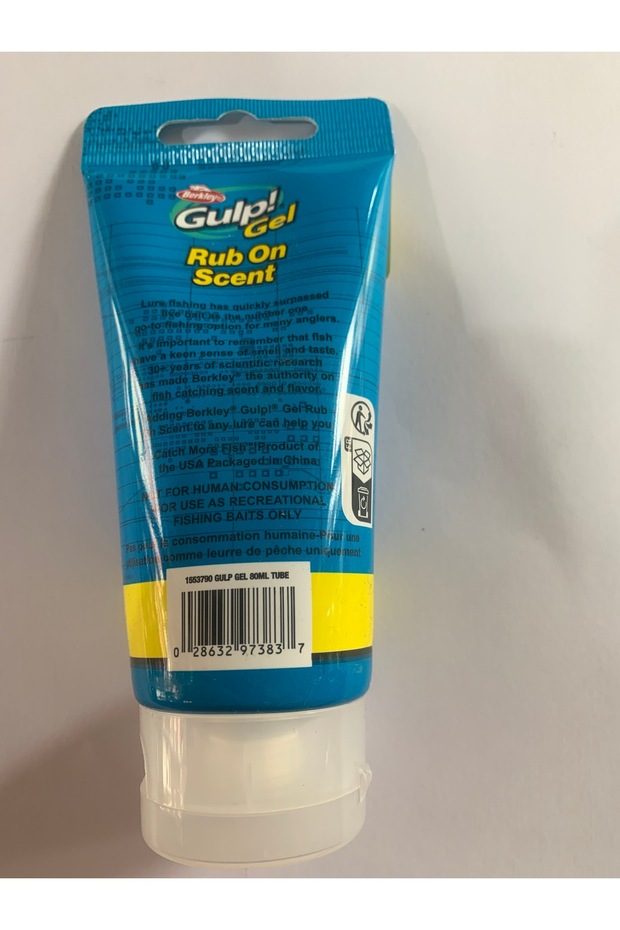 Berkley
Gulp!
Gel
Rub On
Scent
Lure fishing has quickly surpassed
live bait as the number one
go-to fishing option for many anglers.
It's important to remember that fish
have a keen sense of smell and taste.
30+ years of scientific research
has made Berkley® the authority on
fish catching scent and flavor.
Adding Berkley® Gulp!® Gel Rub
on Scent to any lure can help you
"Catch More Fish™" Product of
the USA Packaged in China
NOT FOR HUMAN CONSUMPTION
FOR USE AS RECREATIONAL
FISHING BAITS ONLY
Pas consommation humaine-Pour une
utilisation comme leurre de pêche uniquement
1553790 GULP GEL 80ML TUBE
0 28632 97383 7